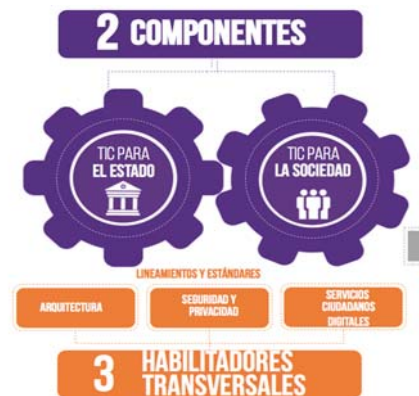 2 COMPONENTES
TIC PARA
EL ESTADO
TIC PARA
LA SOCIEDAD
LINEAMIENTOS Y ESTÁNDARES
ARQUITECTURA
SEGURIDAD Y
PRIVACIDAD
SERVICIOS
CIUDADANOS
DIGITALES
3 HABILITADORES
TRANSVERSALES